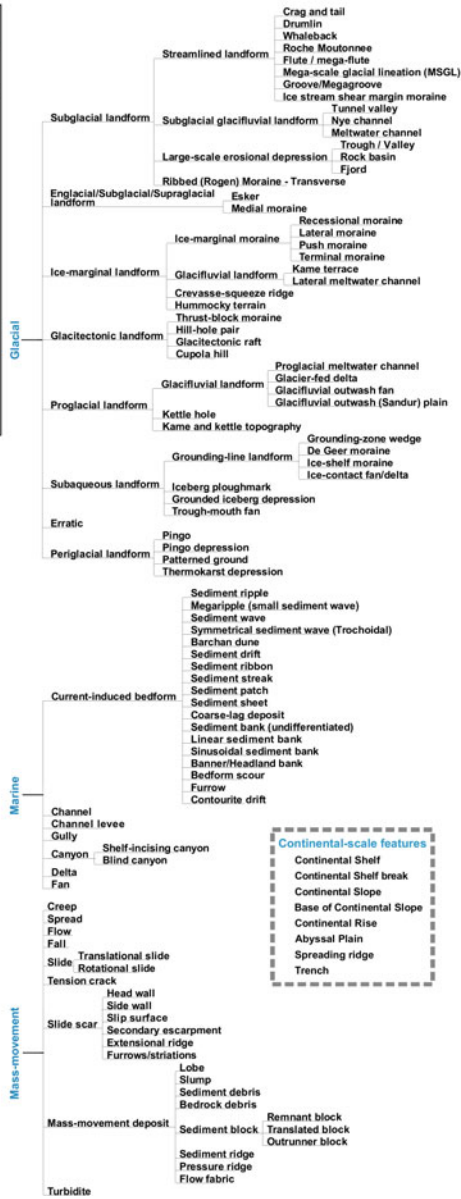 Glacial
Subglacial landform
Streamlined landform
Crag and tail
Drumlin
Whaleback
Roche Moutonnee
Flute / mega-flute
Mega-scale glacial lineation (MSGL)
Groove/Megagroove
Ice stream shear margin moraine
Subglacial glacifluvial landform
Tunnel valley
Nye channel
Meltwater channel
Large-scale erosional depression
Trough / Valley
Rock basin
Fjord
Ribbed (Rogen) Moraine - Transverse
Englacial/Subglacial/Supraglacial
landform
Esker
Medial moraine
Ice-marginal landform
Ice-marginal moraine
Recessional moraine
Lateral moraine
Push moraine
Terminal moraine
Glacifluvial landform
Kame terrace
Lateral meltwater channel
Crevasse-squeeze ridge
Hummocky terrain
Glacitectonic landform
Thrust-block moraine
Hill-hole pair
Glacitectonic raft
Cupola hill
Proglacial landform
Glacifluvial landform
Proglacial meltwater channel
Glacier-fed delta
Glacifluvial outwash fan
Glacifluvial outwash (Sandur) plain
Kettle hole
Kame and kettle topography
Subaqueous landform
Grounding-line landform
Grounding-zone wedge
De Geer moraine
Ice-shelf moraine
Ice-contact fan/delta
Iceberg ploughmark
Grounded iceberg depression
Trough-mouth fan
Erratic
Periglacial landform
Pingo
Pingo depression
Patterned ground
Thermokarst depression
Marine
Current-induced bedform
Sediment ripple
Megaripple (small sediment wave)
Sediment wave
Symmetrical sediment wave (Trochoidal)
Barchan dune
Sediment drift
Sediment ribbon
Sediment streak
Sediment patch
Sediment sheet
Coarse-lag deposit
Sediment bank (undifferentiated)
Linear sediment bank
Sinusoidal sediment bank
Banner/Headland bank
Bedform scour
Furrow
Contourite drift
Channel
Channel levee
Gully
Canyon
Shelf-incising canyon
Blind canyon
Delta
Fan
Continental-scale features
Continental Shelf
Continental Shelf break
Continental Slope
Base of Continental Slope
Continental Rise
Abyssal Plain
Spreading ridge
Trench
Mass-movement
Creep
Spread
Flow
Fall
Slide
Translational slide
Rotational slide
Tension crack
Slide scar
Head wall
Side wall
Slip surface
Secondary escarpment
Extensional ridge
Furrows/striations
Mass-movement deposit
Lobe
Slump
Sediment debris
Bedrock debris
Sediment block
Remnant block
Translated block
Outrunner block
Sediment ridge
Pressure ridge
Flow fabric
Turbidite